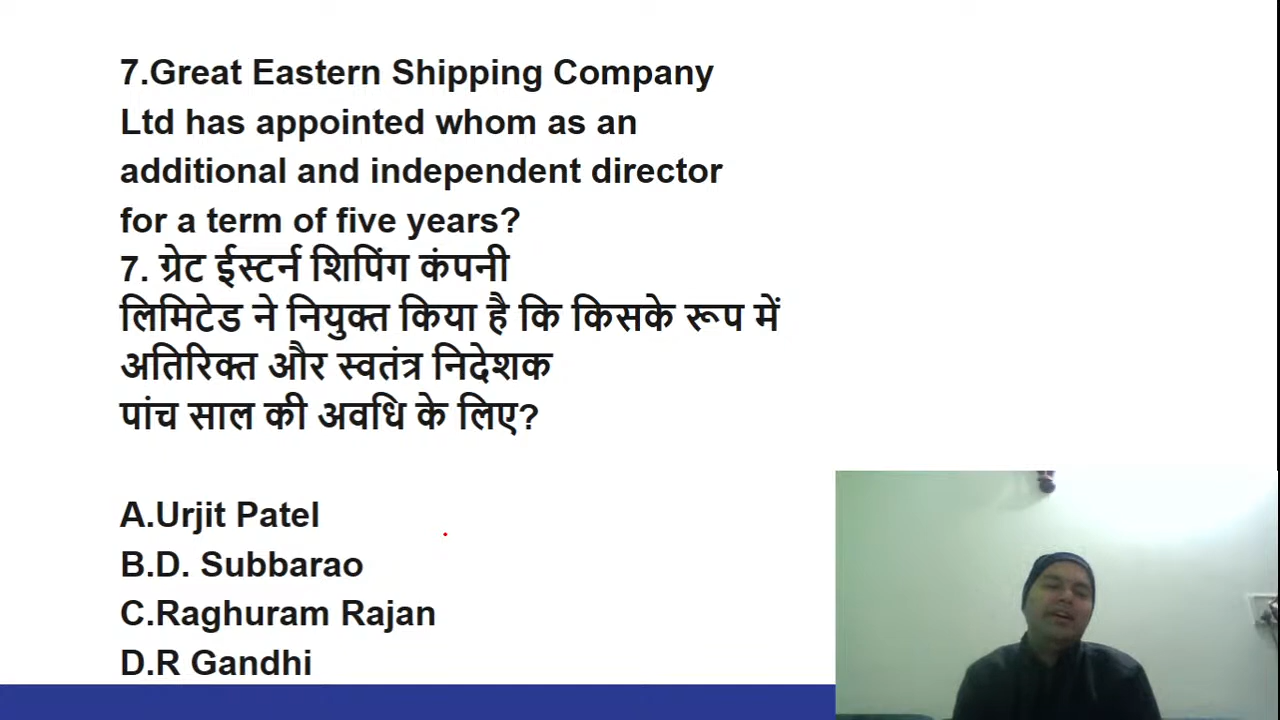 7.Great Eastern Shipping Company
Ltd has appointed whom as an
additional and independent director
for a term of five years?
7. ग्रेट ईस्टर्न शिपिंग कंपनी
लिमिटेड ने नियुक्त किया है कि किसके रूप में
अतिरिक्त और स्वतंत्र निदेशक
पांच साल की अवधि के लिए?
A.Urjit Patel
B.D. Subbarao
C.Raghuram Rajan
D.R Gandhi